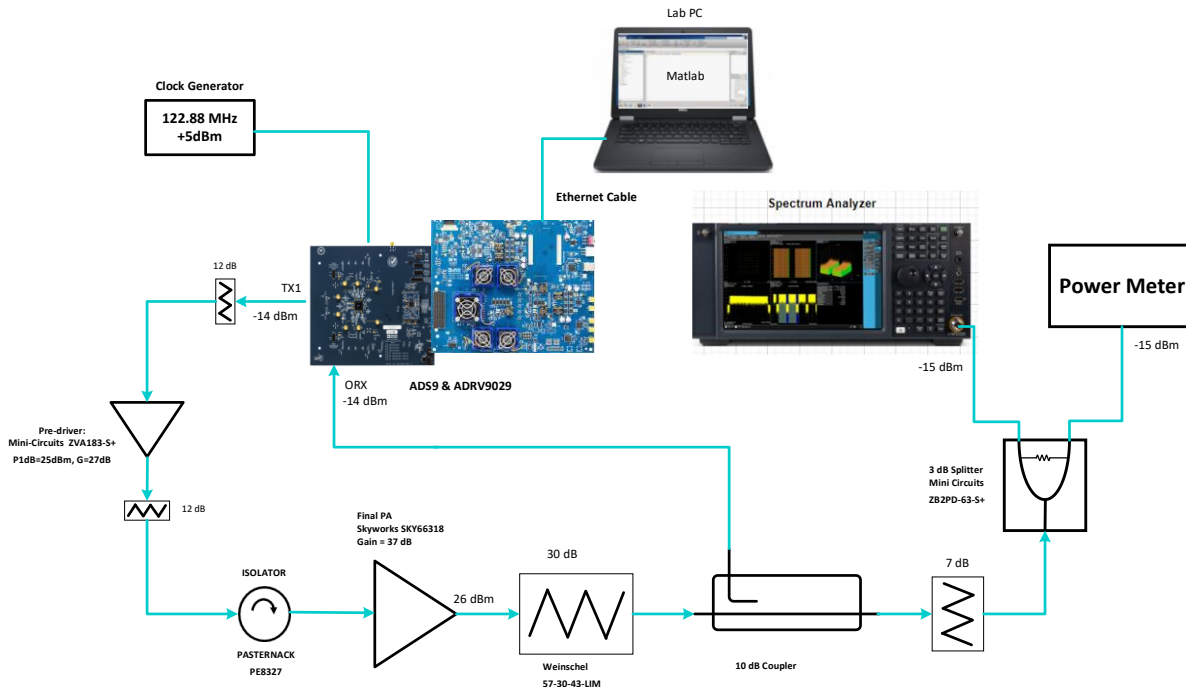 Lab PC
Matlab
Clock Generator
122.88 MHz
+5dBm
Ethernet Cable
Spectrum Analyzer
12 dB
TX1
-14 dBm
Power Meter
ORX
-14 dBm
ADS9 & ADRV9029
-15 dBm
-15 dBm
Pre-driver:
Mini-Circuits ZVA183-S+
P1dB=25dBm, G=27dB
3 dB Splitter
Mini Circuits
ZB2PD-63-S+
12 dB
Final PA
Skyworks SKY66318
Gain = 37 dB
30 dB
7 dB
ISOLATOR
26 dBm
PASTERNACK
PE8327
Weinschel
57-30-43-LIM
10 dB Coupler